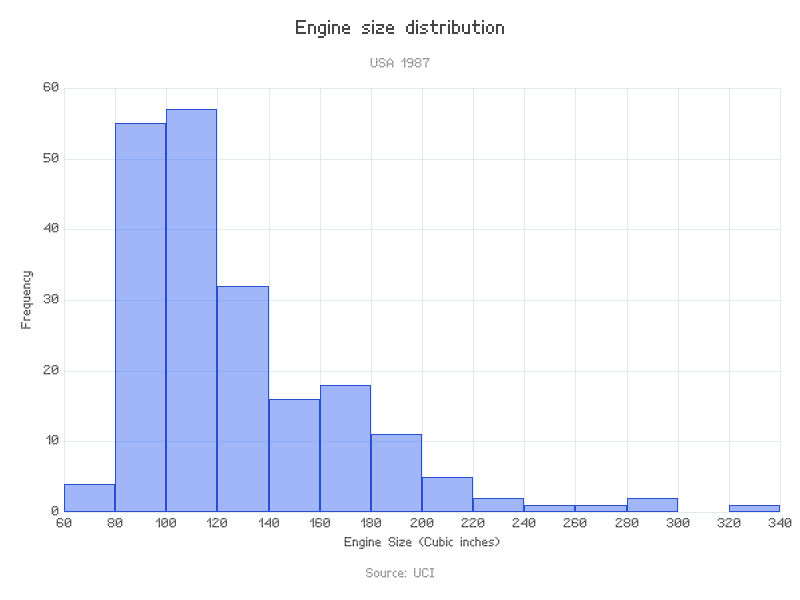 Engine size distribution
USA 1987
60
50
40
30
20
10
0
Frequency
60 80 100 120 140 160 180 200 220 240 260 280 300 320 340
Engine Size (Cubic inches)
Source: UCI